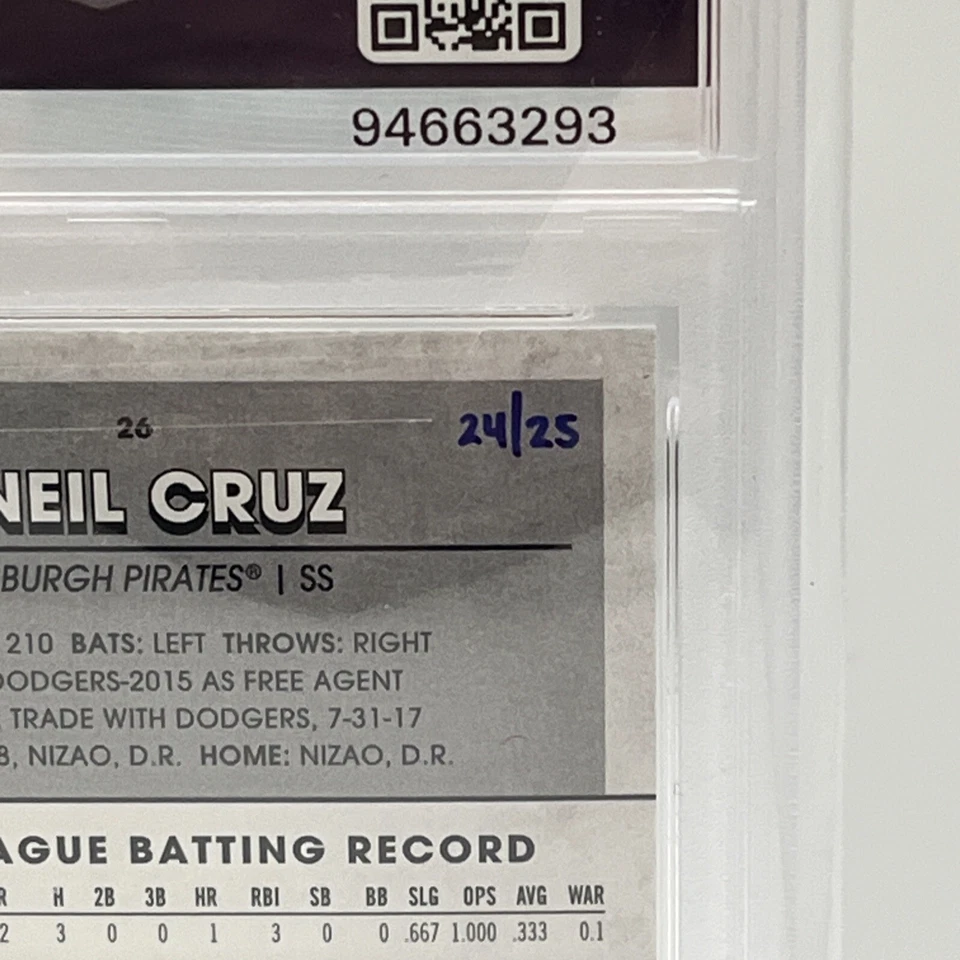 94663293
26
24/25
NEIL CRUZ
BURGH PIRATES® | SS
210 BATS: LEFT THROWS: RIGHT
DODGERS-2015 AS FREE AGENT
TRADE WITH DODGERS, 7-31-17
8, NIZAO, D.R. HOME: NIZAO, D.R.
AGUE BATTING RECORD
R H 2B 3B HR RBI SB BB SLG OPS AVG WAR
2 3 0 0 1 3 0 0 .667 1.000 .333 0.1